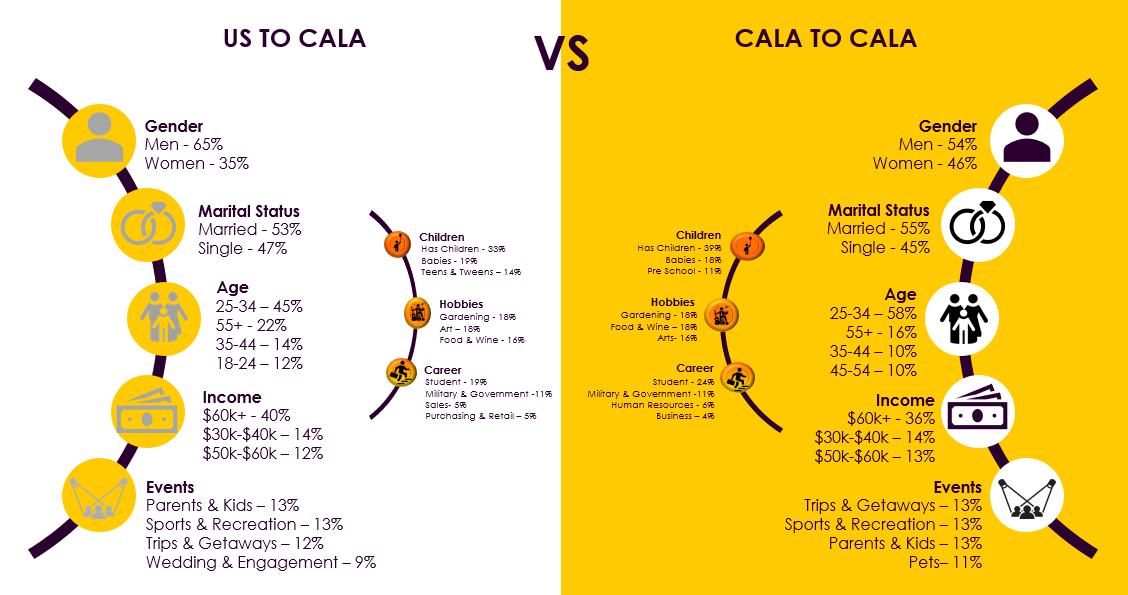 US TO CALA
VS
CALA TO CALA
Gender
Men - 65%
Women - 35%
Marital Status
Married - 53%
Single - 47%
Age
25-34 – 45%
55+ - 22%
35-44 – 14%
18-24 – 12%
Income
$60k+ - 40%
$30k-$40k – 14%
$50k-$60k – 12%
Events
Parents & Kids – 13%
Sports & Recreation – 13%
Trips & Getaways – 12%
Wedding & Engagement – 9%
Children
Has Children - 33%
Babies - 19%
Teens & Tweens – 14%
Hobbies
Gardening - 18%
Art – 18%
Food & Wine - 16%
Career
Student - 19%
Military & Government -11%
Sales- 5%
Purchasing & Retail – 5%
Children
Has Children - 39%
Babies - 18%
Pre School - 11%
Hobbies
Gardening - 18%
Food & Wine – 18%
Arts- 16%
Career
Student - 24%
Military & Government -11%
Human Resources - 6%
Business – 4%
Gender
Men - 54%
Women - 46%
Marital Status
Married - 55%
Single - 45%
Age
25-34 – 58%
55+ - 16%
35-44 – 10%
45-54 – 10%
Income
$60k+ - 36%
$30k-$40k – 14%
$50k-$60k – 13%
Events
Trips & Getaways – 13%
Sports & Recreation – 13%
Parents & Kids – 13%
Pets– 11%